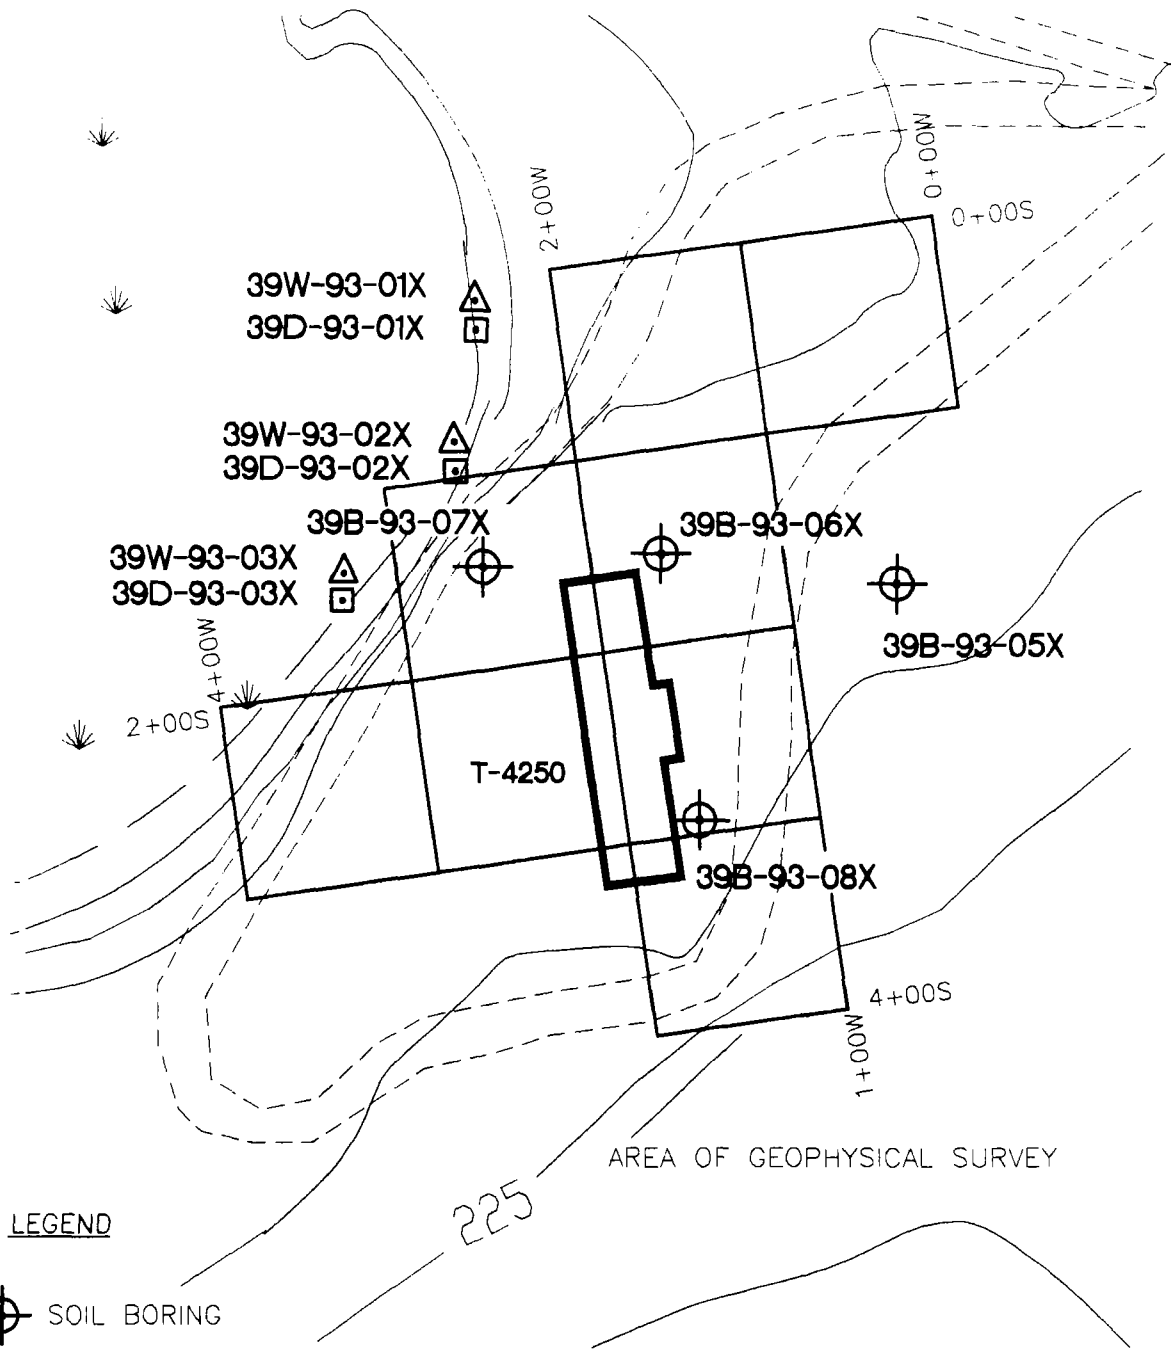 0+00W
2+00W
0+00S
39W-93-01X
39D-93-01X
39W-93-02X
39D-93-02X
39B-93-07X
39B-93-06X
39W-93-03X
39D-93-03X
39B-93-05X
4+00W
2+00S
T-4250
39B-93-08X
4+00S
1+00W
AREA OF GEOPHYSICAL SURVEY
225
LEGEND
SOIL BORING